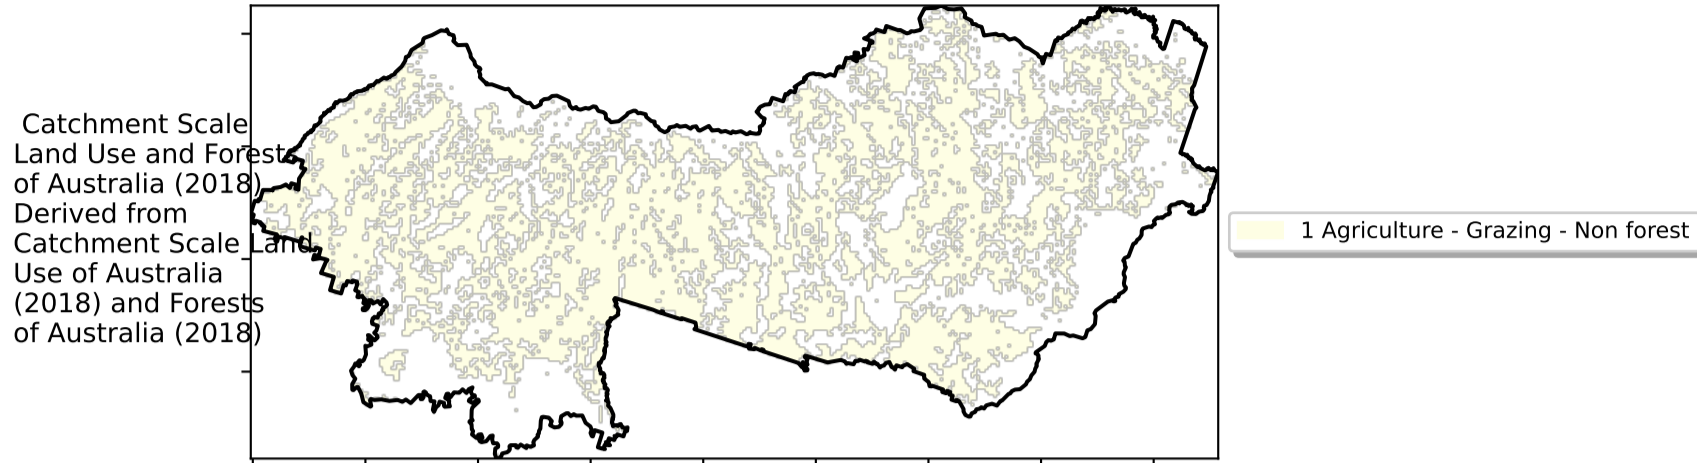 Catchment Scale
Land Use and Forests
of Australia (2018)
Derived from
Catchment Scale Land
Use of Australia
(2018) and Forests
of Australia (2018)
1 Agriculture - Grazing - Non forest